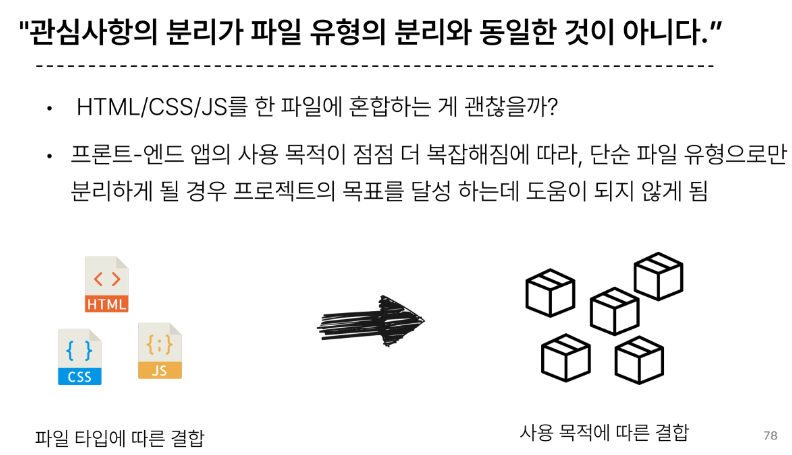 "관심사항의 분리가 파일 유형의 분리와 동일한 것이 아니다.”
• HTML/CSS/JS를 한 파일에 혼합하는 게 괜찮을까?
• 프론트-엔드 앱의 사용 목적이 점점 더 복잡해짐에 따라, 단순 파일 유형으로만
분리하게 될 경우 프로젝트의 목표를 달성 하는데 도움이 되지 않게 됨
< >
HTML
{ }
CSS
{;}
JS
파일 타입에 따른 결합
사용 목적에 따른 결합
78